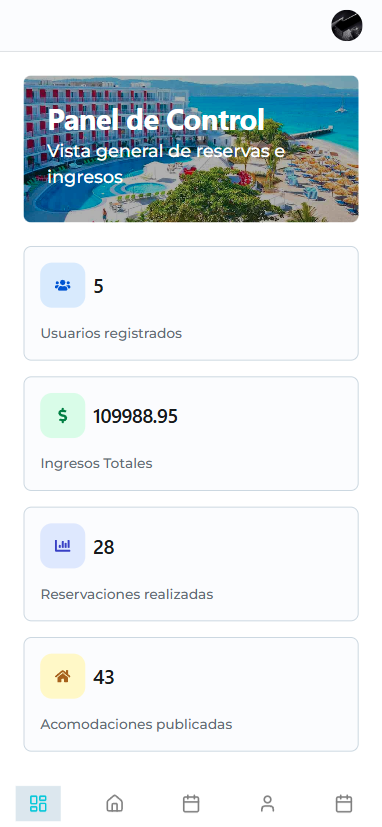 Panel de Control
Vista general de reservas e
ingresos
5
Usuarios registrados
109988.95
Ingresos Totales
28
Reservaciones realizadas
43
Acomodaciones publicadas